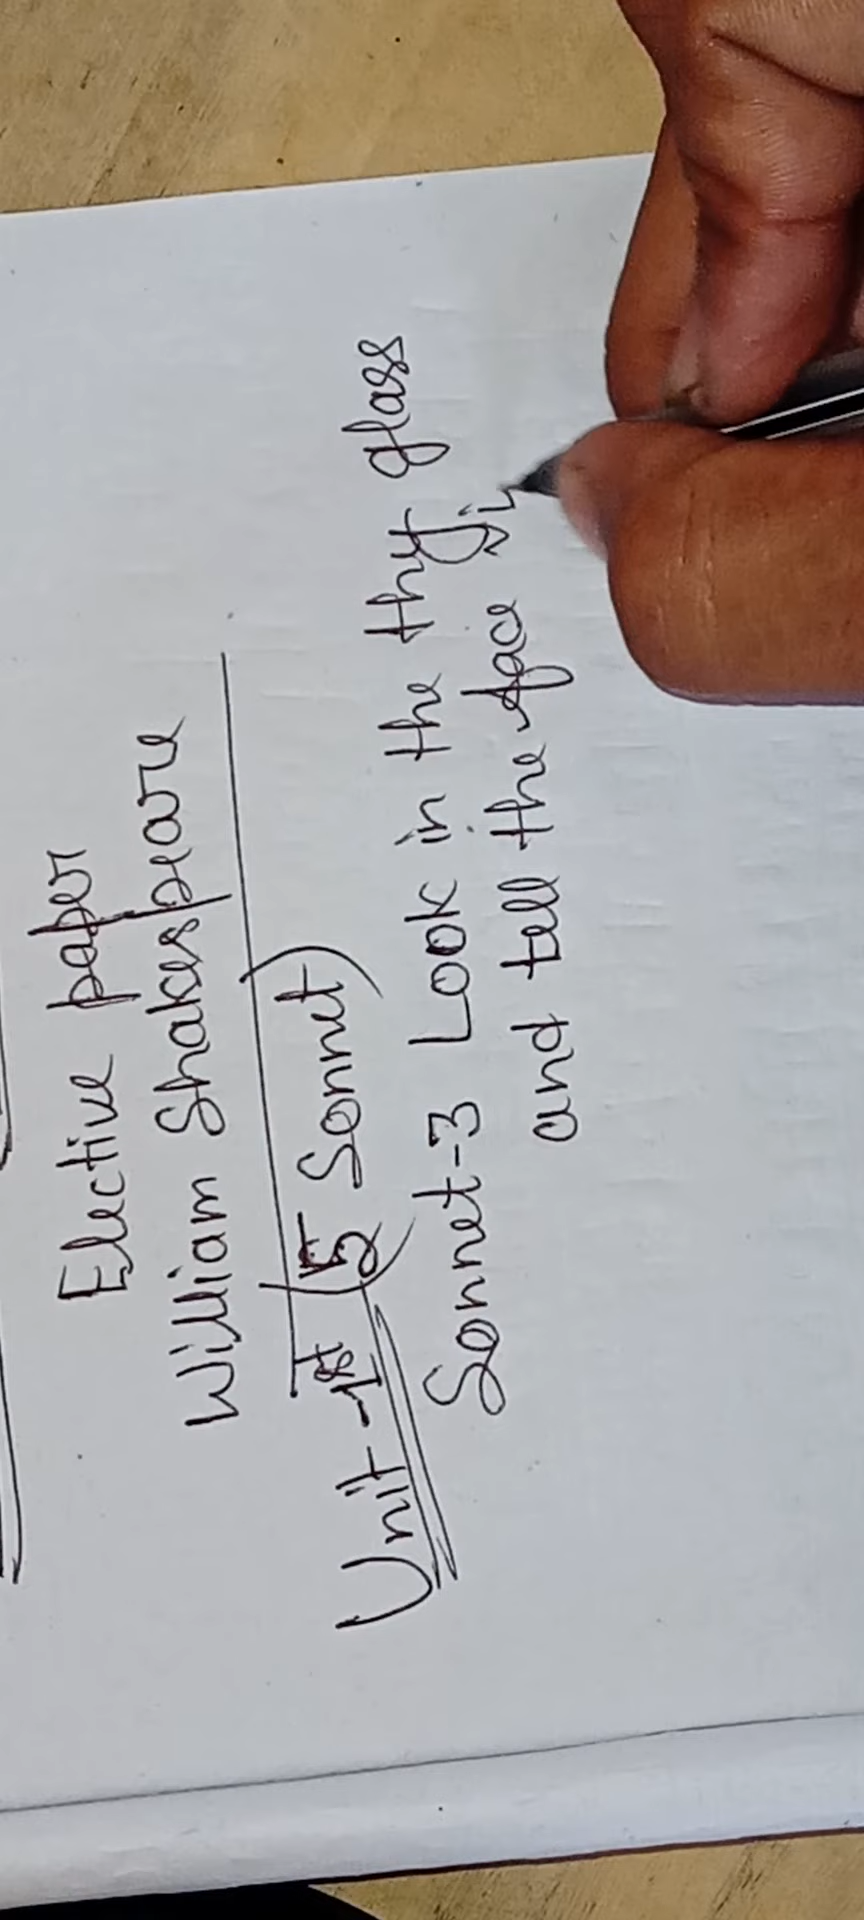 Elective paper
William Shakespeare
Unit-1st (5 Sonnet)
Sonnet-3 Look in the thy glass
and tell the face